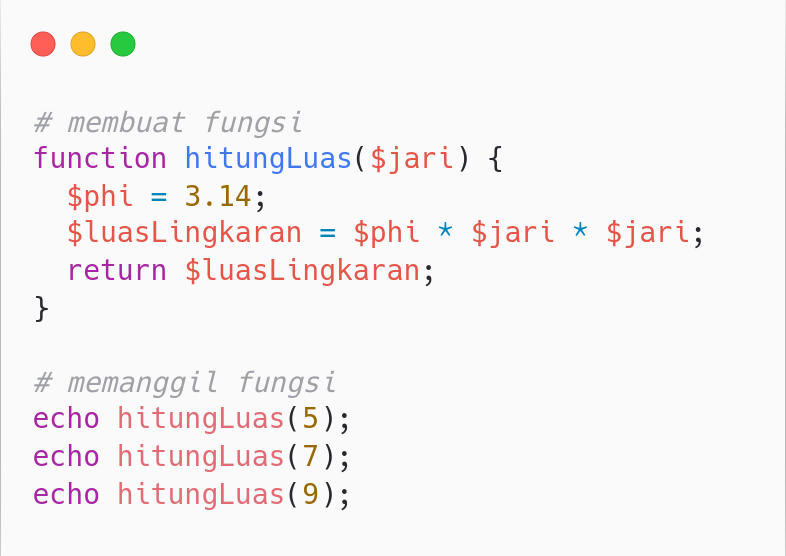 # membuat fungsi
function hitungLuas($jari) {
  $phi = 3.14;
  $luasLingkaran = $phi * $jari * $jari;
  return $luasLingkaran;
}
# memanggil fungsi
echo hitungLuas(5);
echo hitungLuas(7);
echo hitungLuas(9);